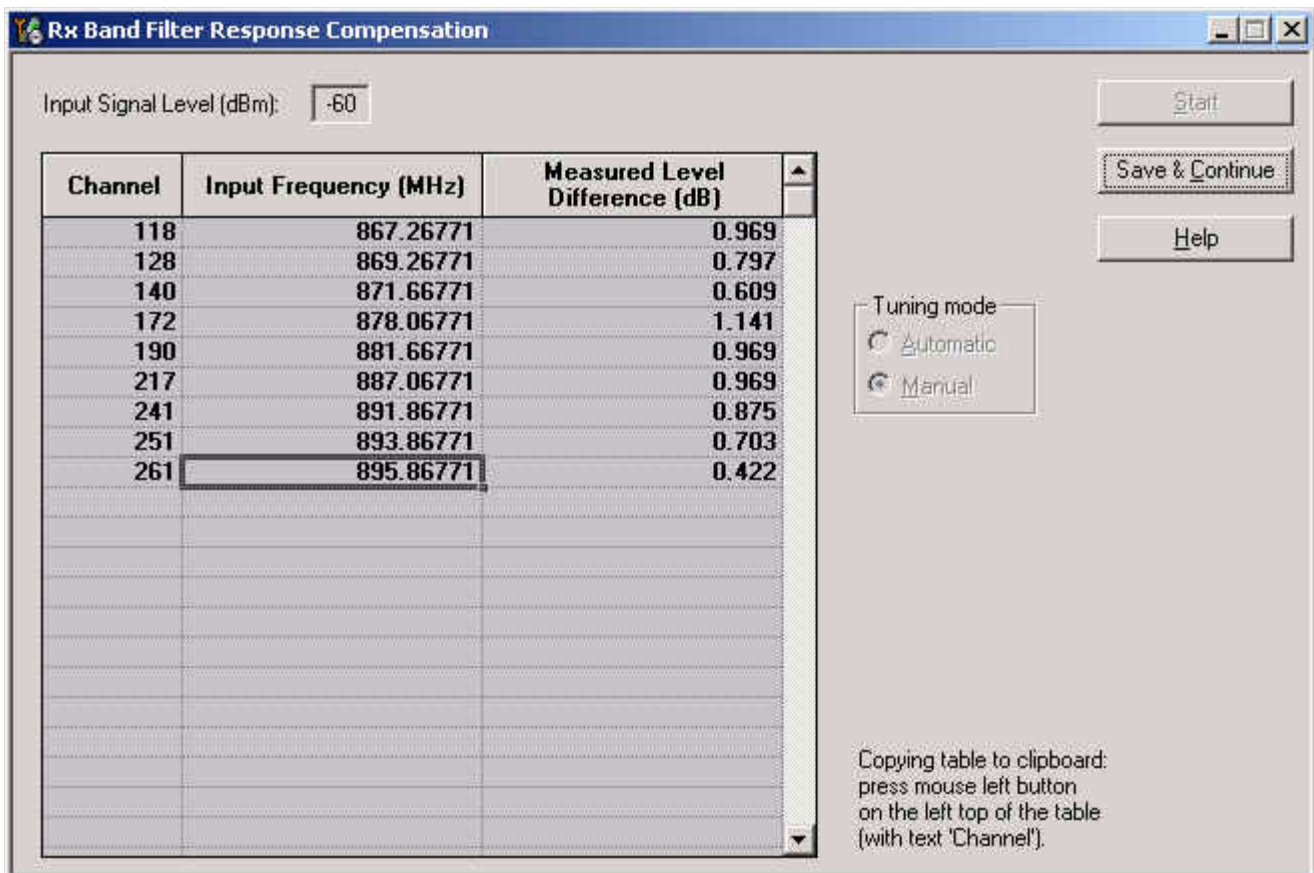 Rx Band Filter Response Compensation
Input Signal Level (dBm): -60
Start
Save & Continue
Help
Channel Input Frequency (MHz) Measured Level Difference (dB)
118 867.26771 0.969
128 869.26771 0.797
140 871.66771 0.609
172 878.06771 1.141
190 881.66771 0.969
217 887.06771 0.969
241 891.86771 0.875
251 893.86771 0.703
261 895.86771 0.422
Tuning mode
Automatic
Manual
Copying table to clipboard:
press mouse left button
on the left top of the table
(with text 'Channel').